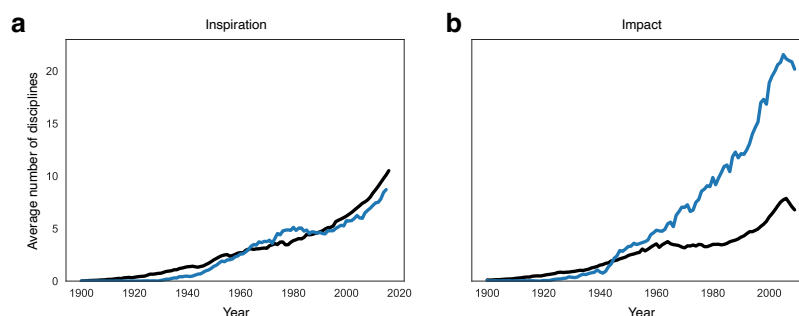 a
Inspiration
Average number of disciplines
20
15
10
5
0
1900 1920 1940 1960 1980 2000 2020
Year
b
Impact
1900 1920 1940 1960 1980 2000
Year